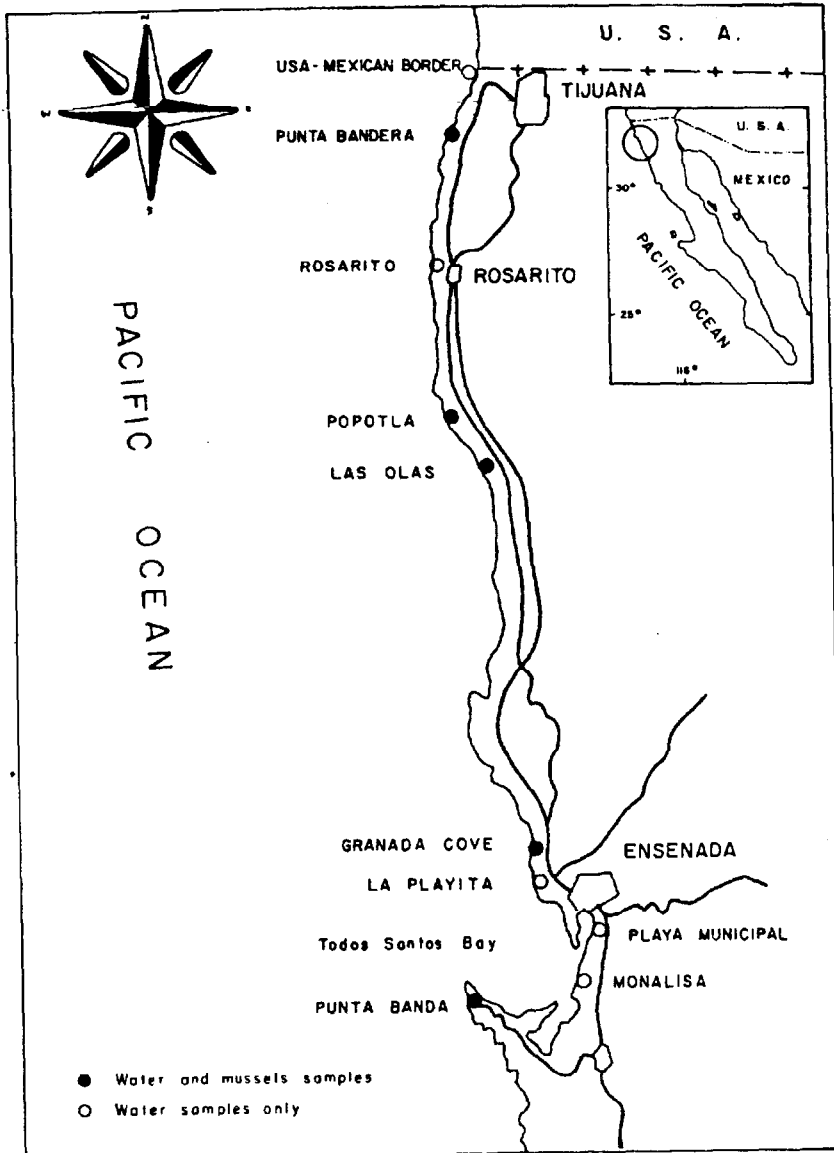 U. S. A.
USA-MEXICAN BORDER
TIJUANA
PUNTA BANDERA
U. S. A.
MEXICO
30°
PACIFIC OCEAN
25°
116°
ROSARITO
ROSARITO
PACIFIC OCEAN
POPOTLA
LAS OLAS
GRANADA COVE
ENSENADA
LA PLAYITA
PLAYA MUNICIPAL
Todos Santos Bay
MONALISA
PUNTA BANDA
Water and mussels samples
Water samples only